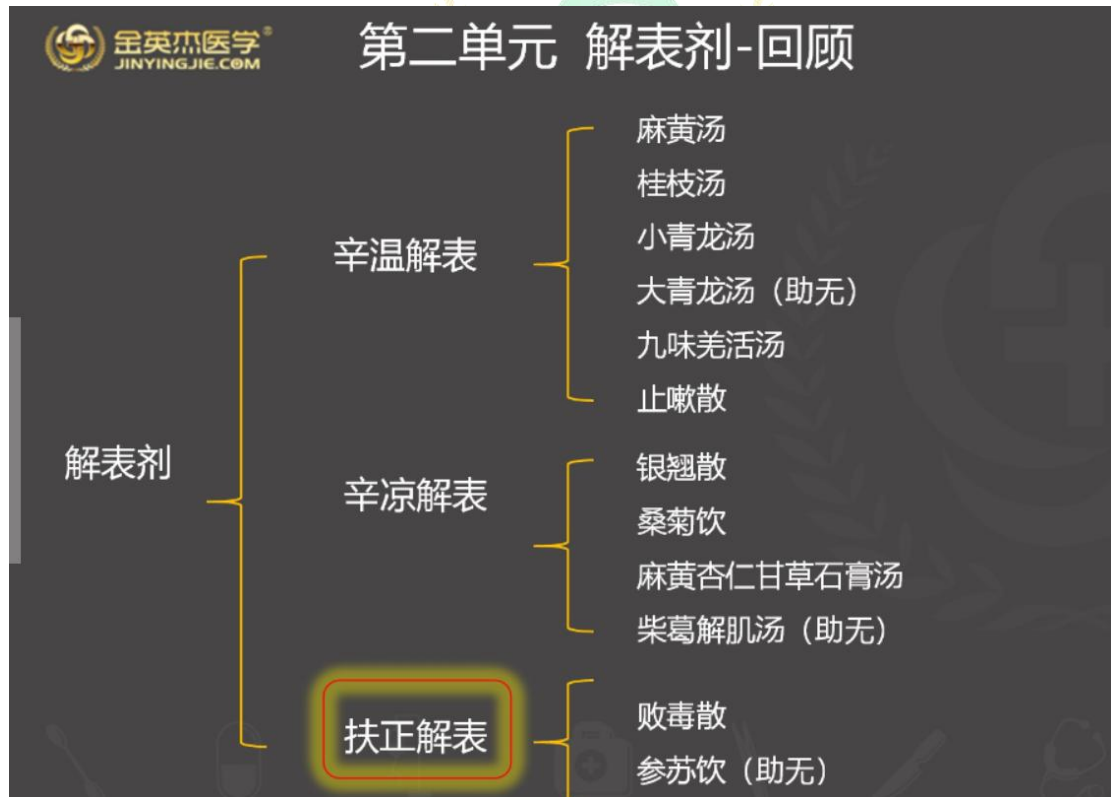 金英杰医学®
JINYINGJIE.COM
第二单元 解表剂-回顾
解表剂
辛温解表
麻黄汤
桂枝汤
小青龙汤
大青龙汤（助无）
九味羌活汤
止嗽散
辛凉解表
银翘散
桑菊饮
麻黄杏仁甘草石膏汤
柴葛解肌汤（助无）
扶正解表
败毒散
参苏饮（助无）